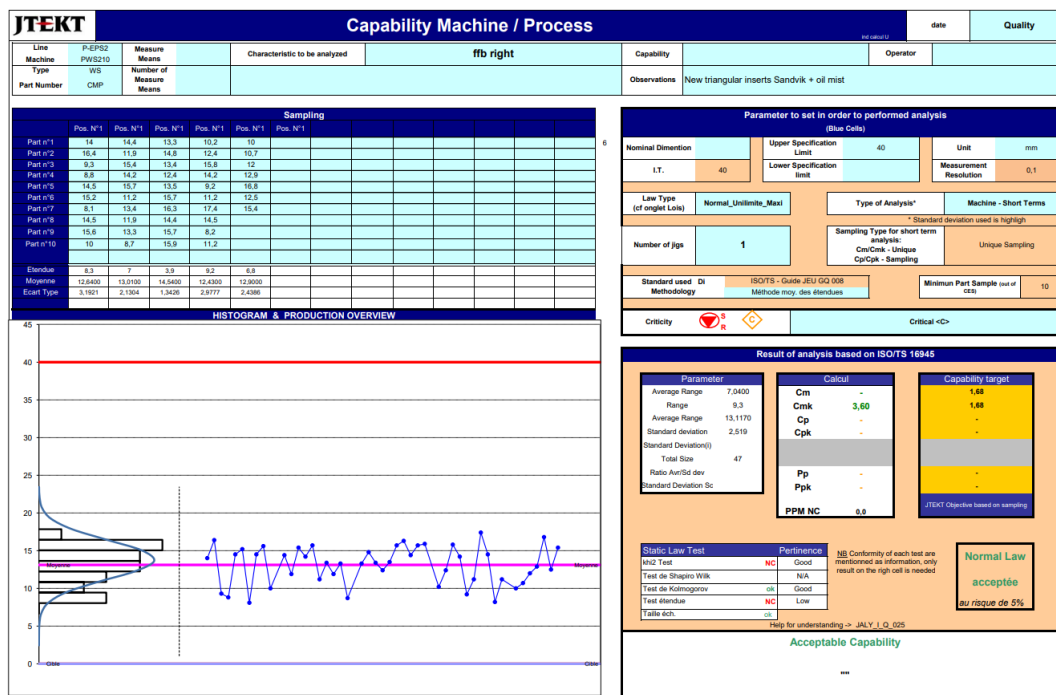 JTEKT
Capability Machine / Process
ind calcul U
date
Quality
Line P-EPS2 Measure Means Characteristic to be analyzed ffb right Capability Operator
Machine PWS210
Type WS Number of Measure Means Observations New triangular inserts Sandvik + oil mist
Part Number CMP
Sampling
Pos. N°1 Pos. N°1 Pos. N°1 Pos. N°1 Pos. N°1 Pos. N°1
Part n°1 14 14,4 13,3 10,2 10
6
Part n°2 16,4 11,9 14,8 12,4 10,7
Part n°3 9,3 15,4 13,4 15,8 12
Part n°4 8,8 14,2 12,4 14,2 12,9
Part n°5 14,5 15,7 13,5 9,2 16,8
Part n°6 15,2 11,2 15,7 11,2 12,5
Part n°7 8,1 13,4 16,3 17,4 15,4
Part n°8 14,5 11,9 14,4 14,5
Part n°9 15,6 13,3 15,7 8,2
Part n°10 10 8,7 15,9 11,2
Etendue 8,3 7 3,9 9,2 6,8
Moyenne 12,6400 13,0100 14,5400 12,4300 12,9000
Ecart Type 3,1921 2,1304 1,3426 2,9777 2,4386
HISTOGRAM & PRODUCTION OVERVIEW
45
40
35
30
25
20
15
10
5
0
Moyenne
Moyenne
Cible
Cible
Parameter to set in order to performed analysis
(Blue Cells)
Nominal Dimention Upper Specification Limit 40 Unit mm
I.T. 40 Lower Specification limit Measurement Resolution 0,1
Law Type (cf onglet Lois) Normal_Unilimite_Maxi Type of Analysis* Machine - Short Terms
* Standard deviation used is highligh
Number of jigs 1 Sampling Type for short term analysis: Cm/Cmk - Unique Cp/Cpk - Sampling Unique Sampling
Standard used Di Methodology ISO/TS - Guide JEU GQ 008
Méthode moy. des étendues
Minimun Part Sample (out of CES) 10
Criticity S R C Critical <C>
Result of analysis based on ISO/TS 16945
Parameter
Average Range 7,0400
Range 9,3
Average Range 13,1170
Standard deviation 2,519
Standard Deviation(i)
Total Size 47
Ratio Avr/Sd dev
Standard Deviation Sc
Calcul
Cm -
Cmk 3,60
Cp -
Cpk -
Pp -
Ppk -
PPM NC 0,0
Capability target
1,68
1,68
-
-
-
-
JTEKT Objective based on sampling
Static Law Test Pertinence
khi2 Test NC Good
Test de Shapiro Wilk N/A
Test de Kolmogorov ok Good
Test étendue NC Low
Taille éch. ok
NB Conformity of each test are
mentionned as information, only
result on the righ cell is needed
Normal Law
acceptée
au risque de 5%
Help for understanding -> JALY_I_Q_025
Acceptable Capability
""